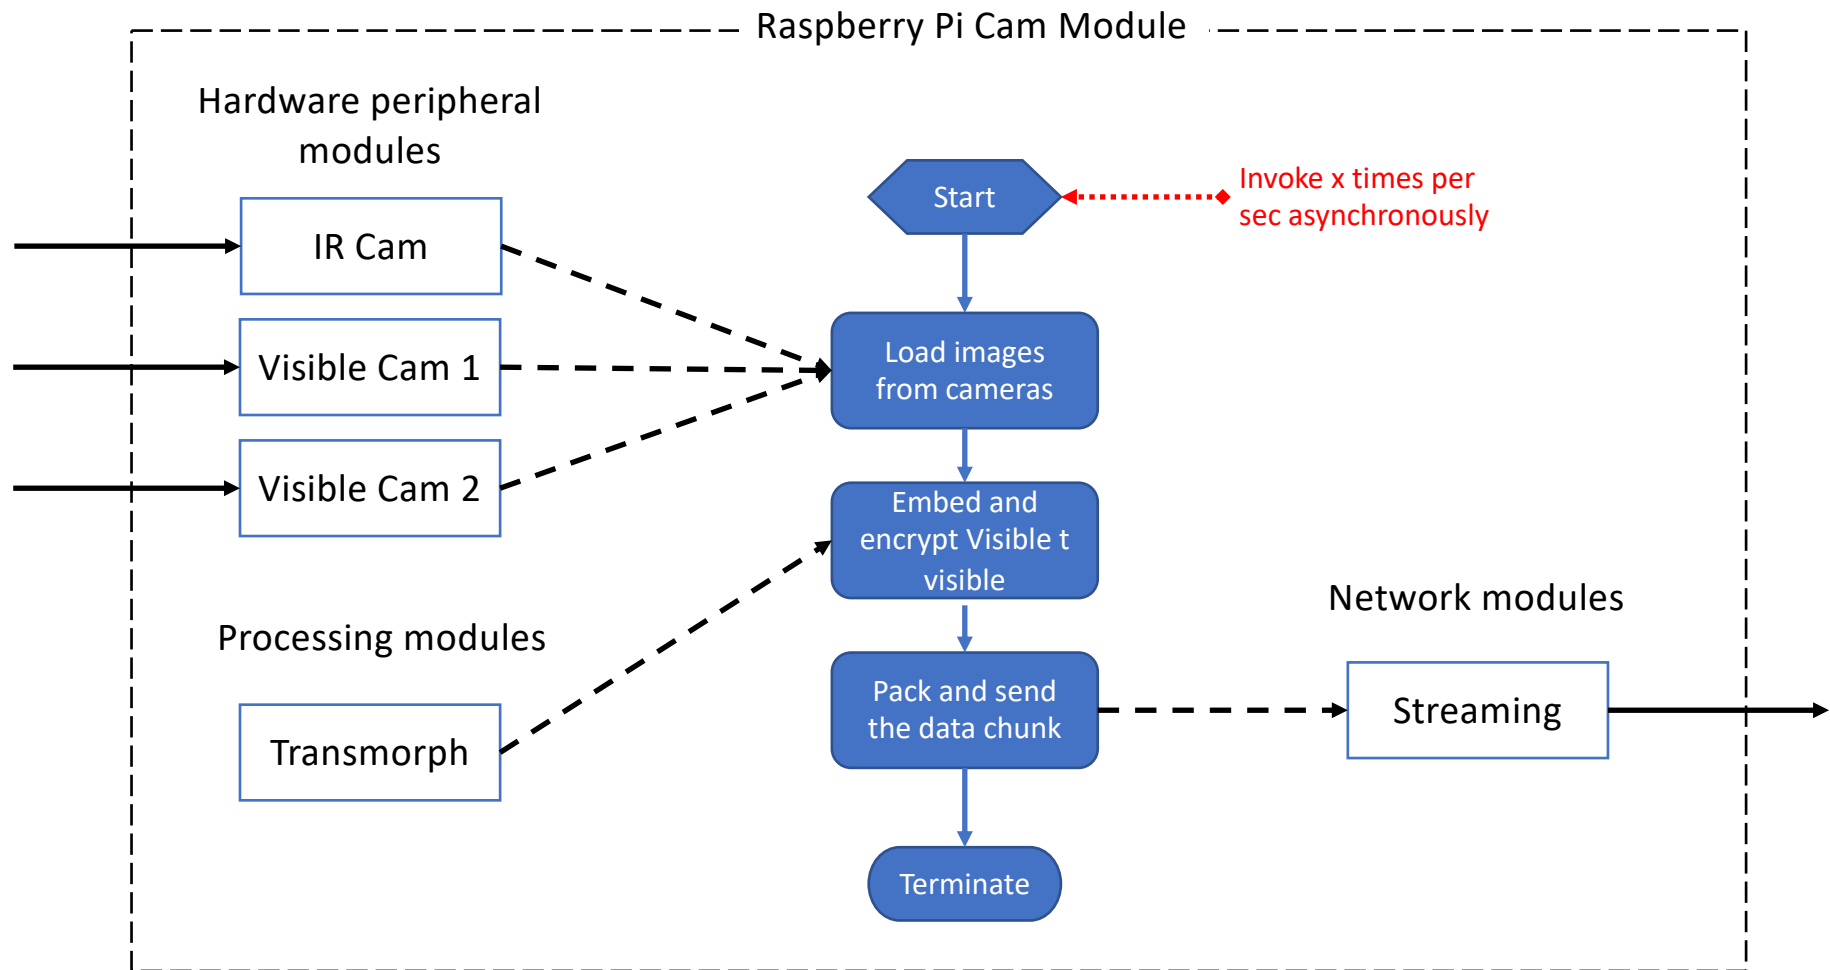 Raspberry Pi Cam Module
Hardware peripheral
modules
IR Cam
Visible Cam 1
Visible Cam 2
Processing modules
Transmorph
Start
Invoke x times per
sec asynchronously
Load images
from cameras
Embed and
encrypt Visible t
visible
Pack and send
the data chunk
Terminate
Network modules
Streaming